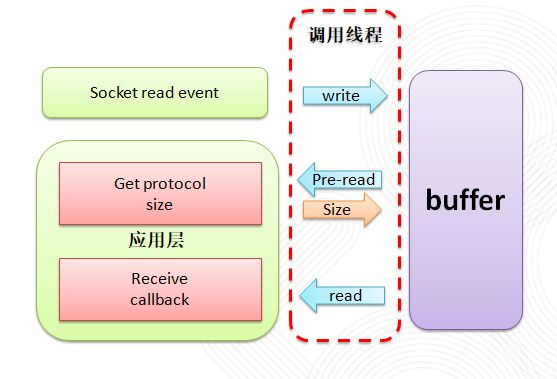 调用线程
Socket read event
write
Get protocol
size
Pre-read
Size
buffer
应用层
Receive
callback
read